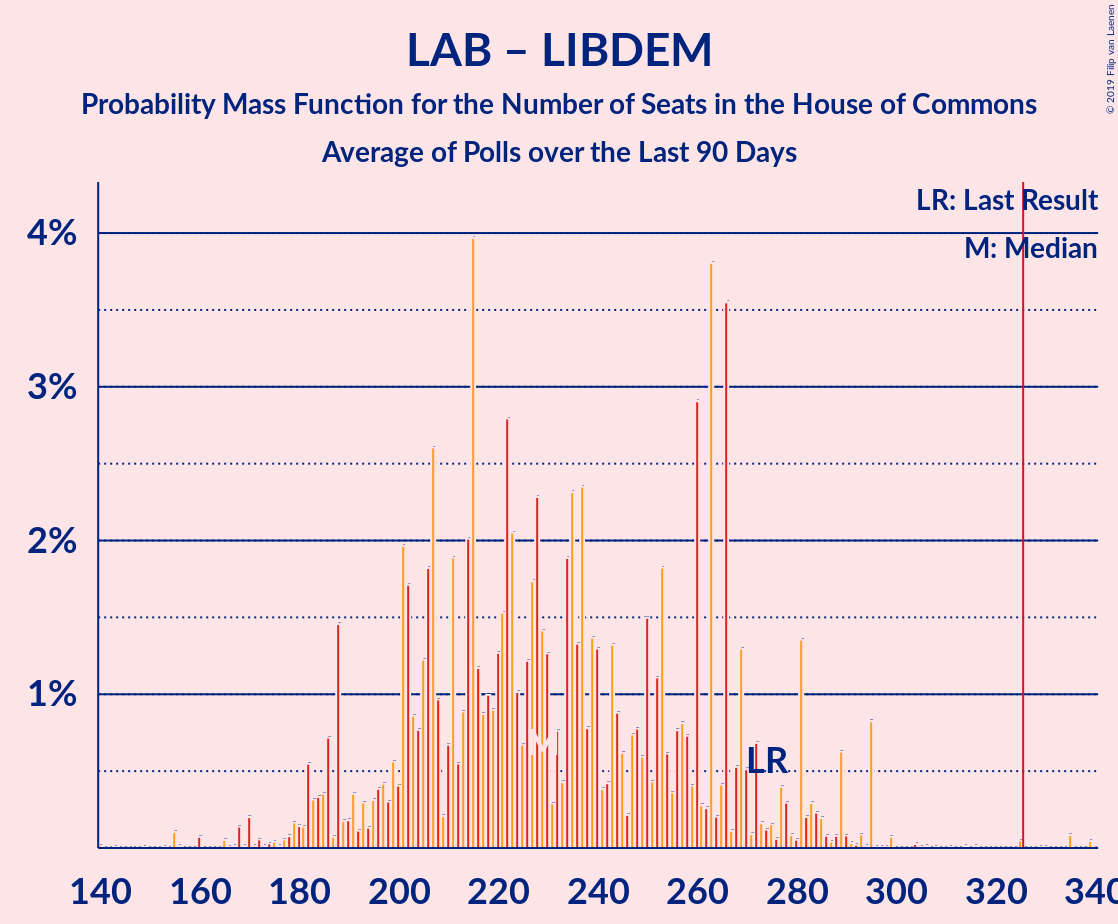 LAB – LIBDEM
Probability Mass Function for the Number of Seats in the House of Commons
Average of Polls over the Last 90 Days
© 2019 Filip van Laenen
LR: Last Result
M: Median
4%
3%
2%
1%
M
LR
140 160 180 200 220 240 260 280 300 320 340